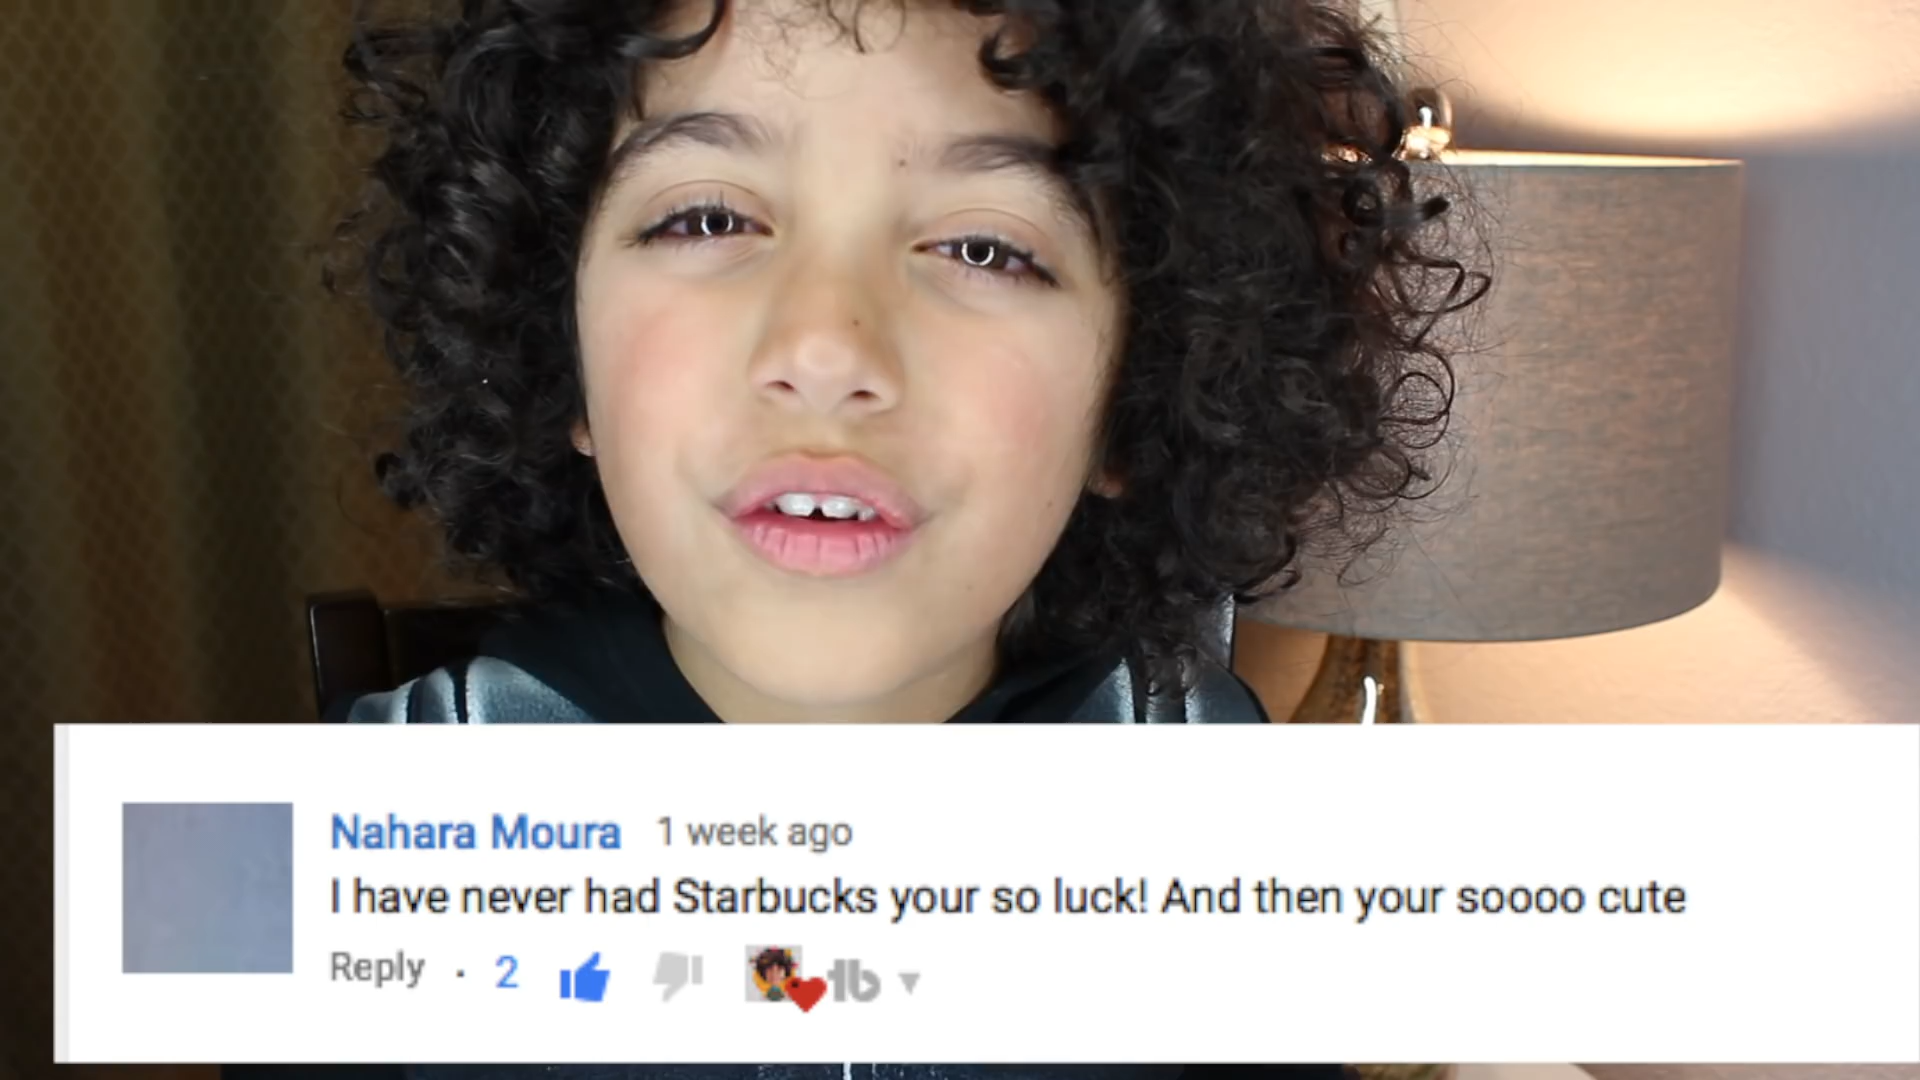 Nahara Moura 1 week ago
I have never had Starbucks your so luck! And then your soooo cute
Reply · 2